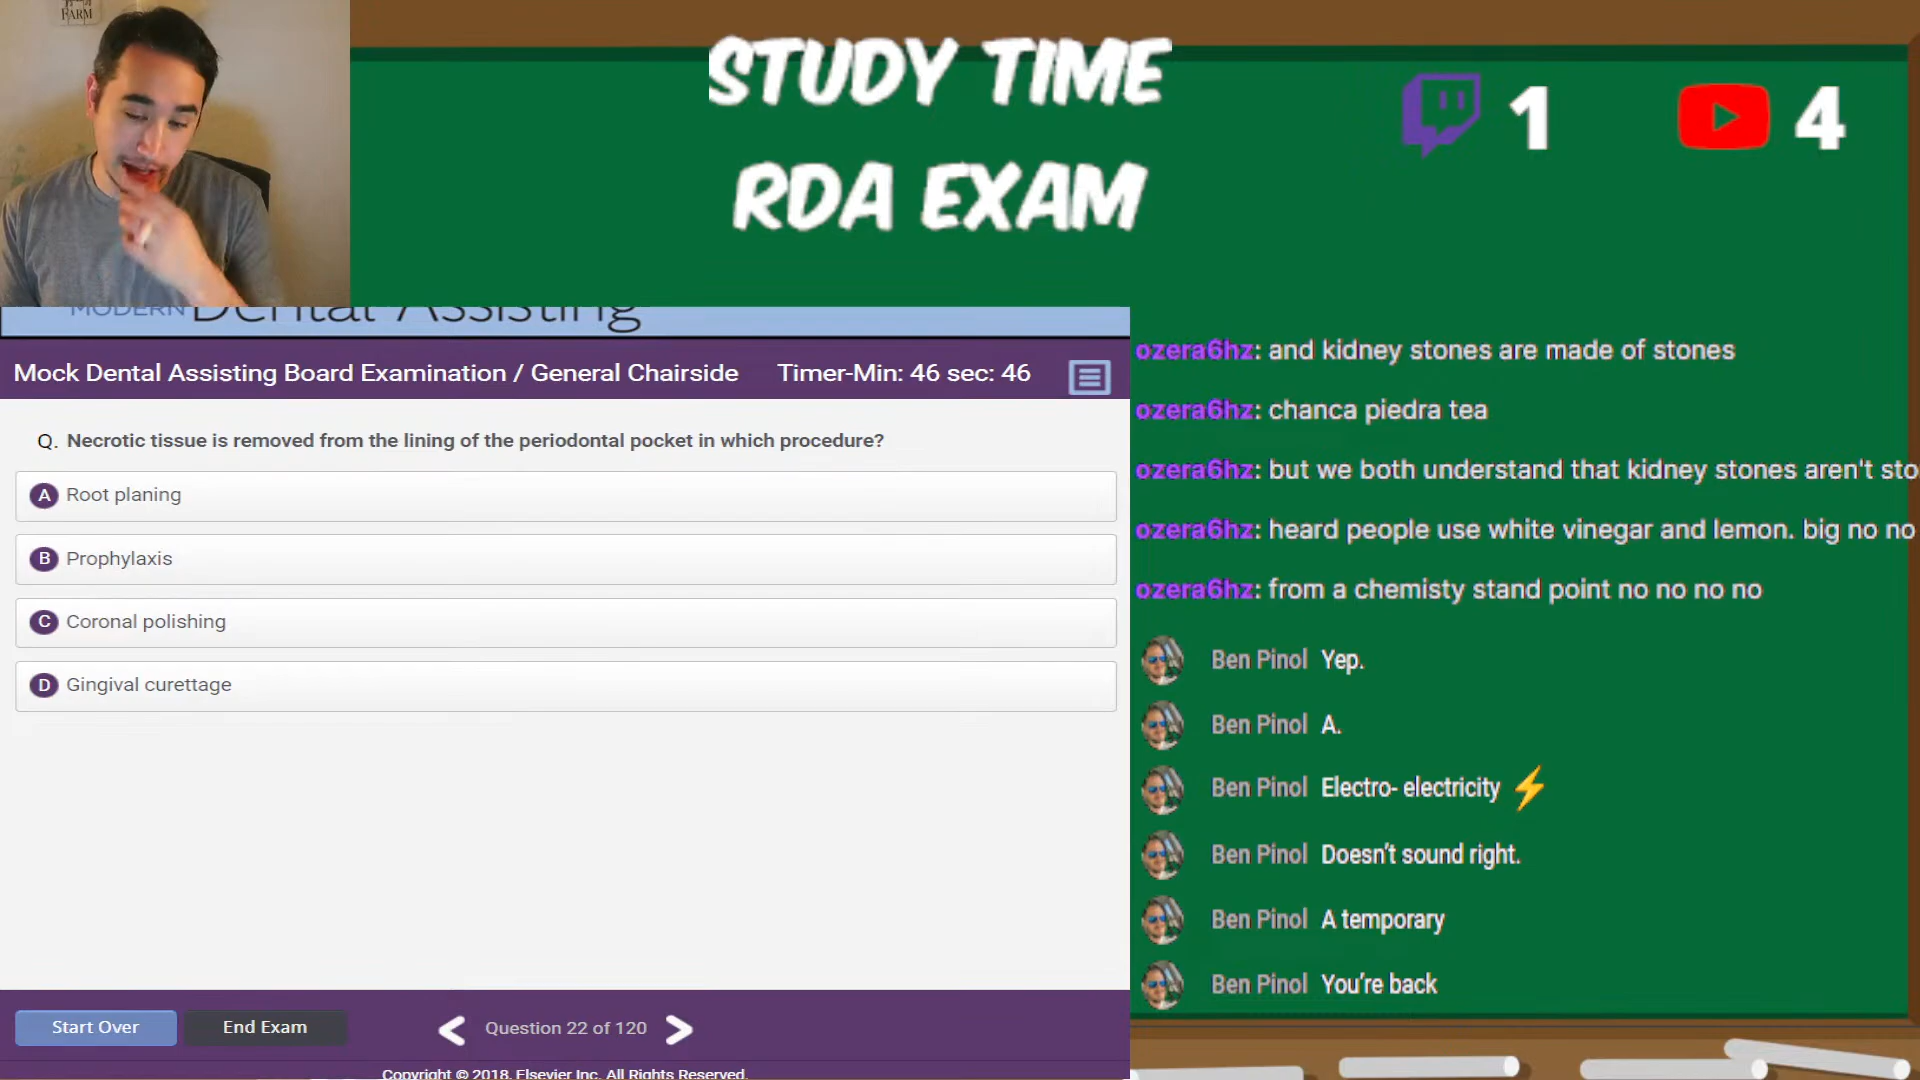 FARM
STUDY TIME
RDA EXAM
1
4
MODERN Dental Assisting
Mock Dental Assisting Board Examination / General Chairside
Timer-Min: 46 sec: 46
Q. Necrotic tissue is removed from the lining of the periodontal pocket in which procedure?
A Root planing
B Prophylaxis
C Coronal polishing
D Gingival curettage
Start Over
End Exam
Question 22 of 120
Copyright © 2018, Elsevier Inc. All Rights Reserved.
ozera6hz: and kidney stones are made of stones
ozera6hz: chanca piedra tea
ozera6hz: but we both understand that kidney stones aren't sto
ozera6hz: heard people use white vinegar and lemon. big no no
ozera6hz: from a chemisty stand point no no no no
Ben Pinol Yep.
Ben Pinol A.
Ben Pinol Electro- electricity ⚡
Ben Pinol Doesn't sound right.
Ben Pinol A temporary
Ben Pinol You're back